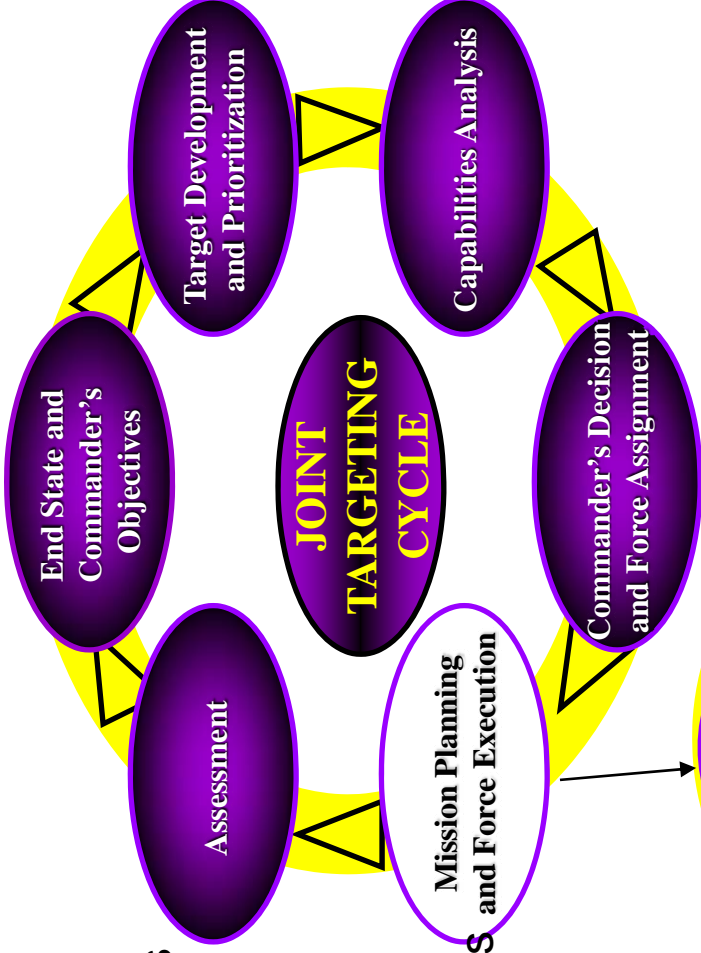 End State and
Commander’s
Objectives
Target Development
and Prioritization
Capabilities Analysis
Commander’s Decision
and Force Assignment
Mission Planning
and Force Execution
Assessment
JOINT
TARGETING
CYCLE
s